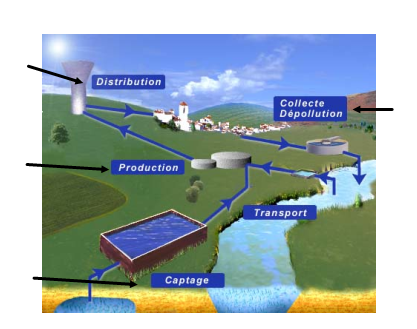 Distribution
Collecte
Dépollution
Production
Transport
Captage